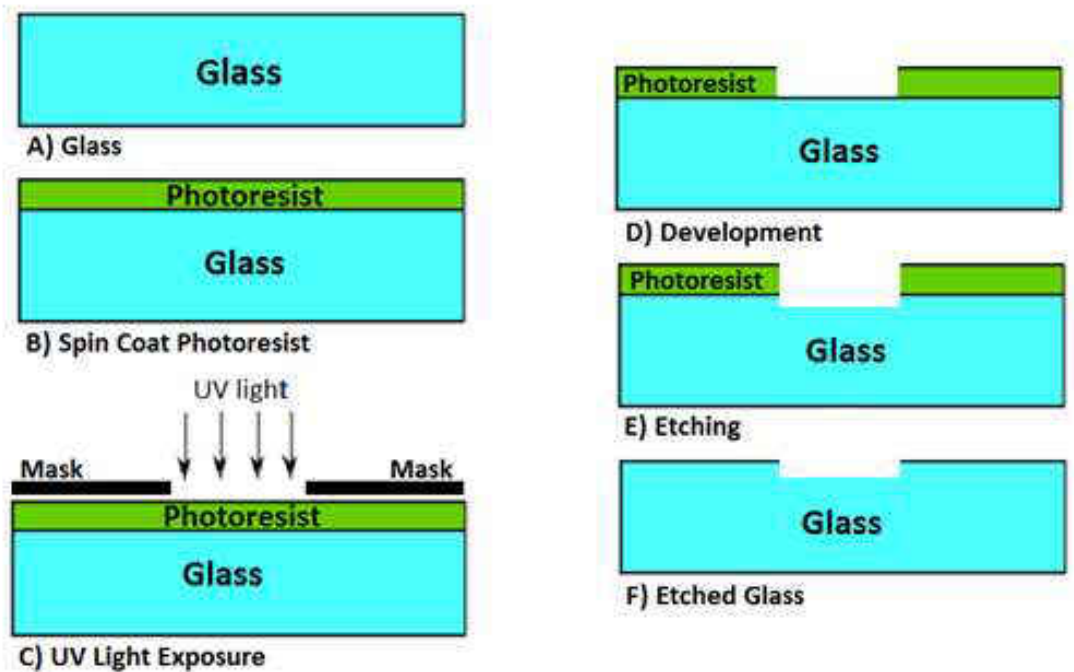 Glass
A) Glass
Photoresist
Glass
B) Spin Coat Photoresist
UV light
Mask Mask
Photoresist
Glass
C) UV Light Exposure
Photoresist
Glass
D) Development
Photoresist
Glass
E) Etching
Glass
F) Etched Glass